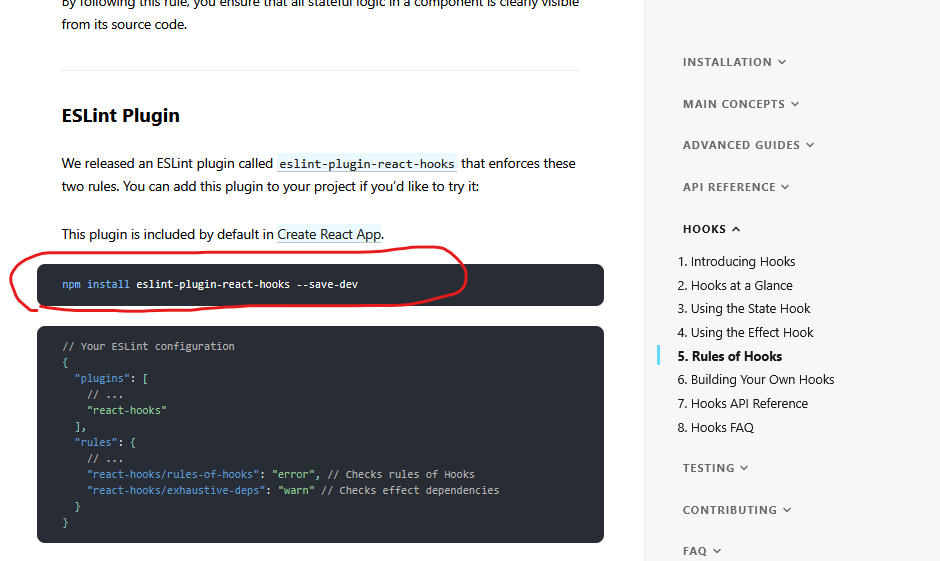 By following this rule, you ensure that all stateful logic in a component is clearly visible
from its source code.
ESLint Plugin
We released an ESLint plugin called eslint-plugin-react-hooks that enforces these
two rules. You can add this plugin to your project if you’d like to try it:
This plugin is included by default in Create React App.
npm install eslint-plugin-react-hooks --save-dev
// Your ESLint configuration
{
  "plugins": [
    // ...
    "react-hooks"
  ],
  "rules": {
    // ...
    "react-hooks/rules-of-hooks": "error", // Checks rules of Hooks
    "react-hooks/exhaustive-deps": "warn" // Checks effect dependencies
  }
}
INSTALLATION
MAIN CONCEPTS
ADVANCED GUIDES
API REFERENCE
HOOKS
1. Introducing Hooks
2. Hooks at a Glance
3. Using the State Hook
4. Using the Effect Hook
5. Rules of Hooks
6. Building Your Own Hooks
7. Hooks API Reference
8. Hooks FAQ
TESTING
CONTRIBUTING
FAQ